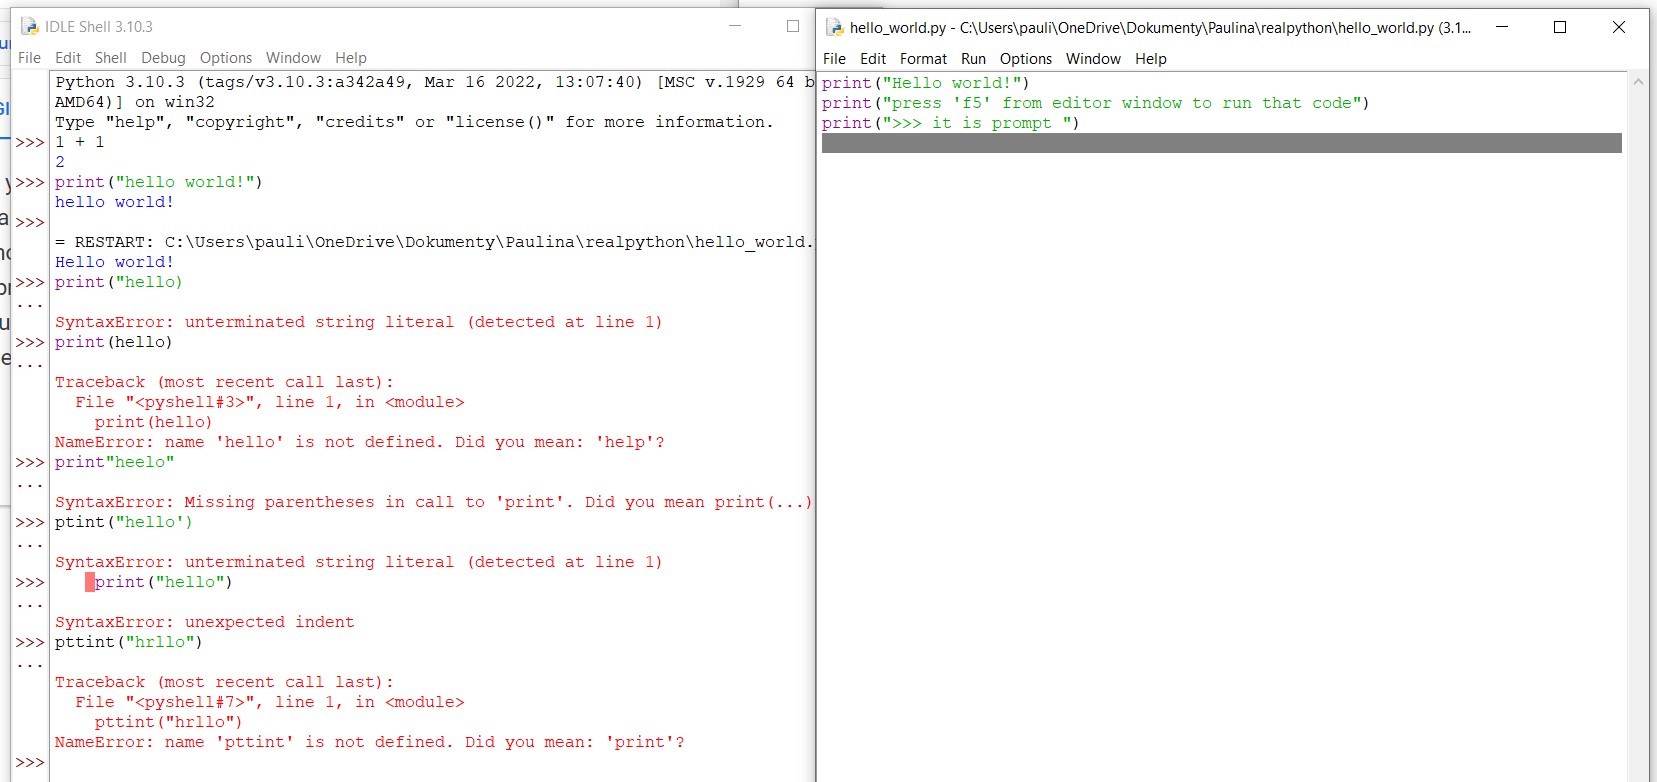 IDLE Shell 3.10.3
File Edit Shell Debug Options Window Help
Python 3.10.3 (tags/v3.10.3:a342a49, Mar 16 2022, 13:07:40) [MSC v.1929 64 b
AMD64)] on win32
Type "help", "copyright", "credits" or "license()" for more information.
>>> 1 + 1
2
>>> print("hello world!")
hello world!
>>>
= RESTART: C:\Users\pauli\OneDrive\Dokumenty\Paulina\realpython\hello_world.
Hello world!
>>> print("hello)
...
SyntaxError: unterminated string literal (detected at line 1)
>>> print(hello)
...
Traceback (most recent call last):
  File "<pyshell#3>", line 1, in <module>
    print(hello)
NameError: name 'hello' is not defined. Did you mean: 'help'?
>>> print"heelo"
...
SyntaxError: Missing parentheses in call to 'print'. Did you mean print(...)
>>> ptint("hello')
...
SyntaxError: unterminated string literal (detected at line 1)
>>>     print("hello")
...
SyntaxError: unexpected indent
>>> pttint("hrllo")
...
Traceback (most recent call last):
  File "<pyshell#7>", line 1, in <module>
    pttint("hrllo")
NameError: name 'pttint' is not defined. Did you mean: 'print'?
>>>
hello_world.py - C:\Users\pauli\OneDrive\Dokumenty\Paulina\realpython\hello_world.py (3.1...
File Edit Format Run Options Window Help
print("Hello world!")
print("press 'f5' from editor window to run that code")
print(">>> it is prompt ")